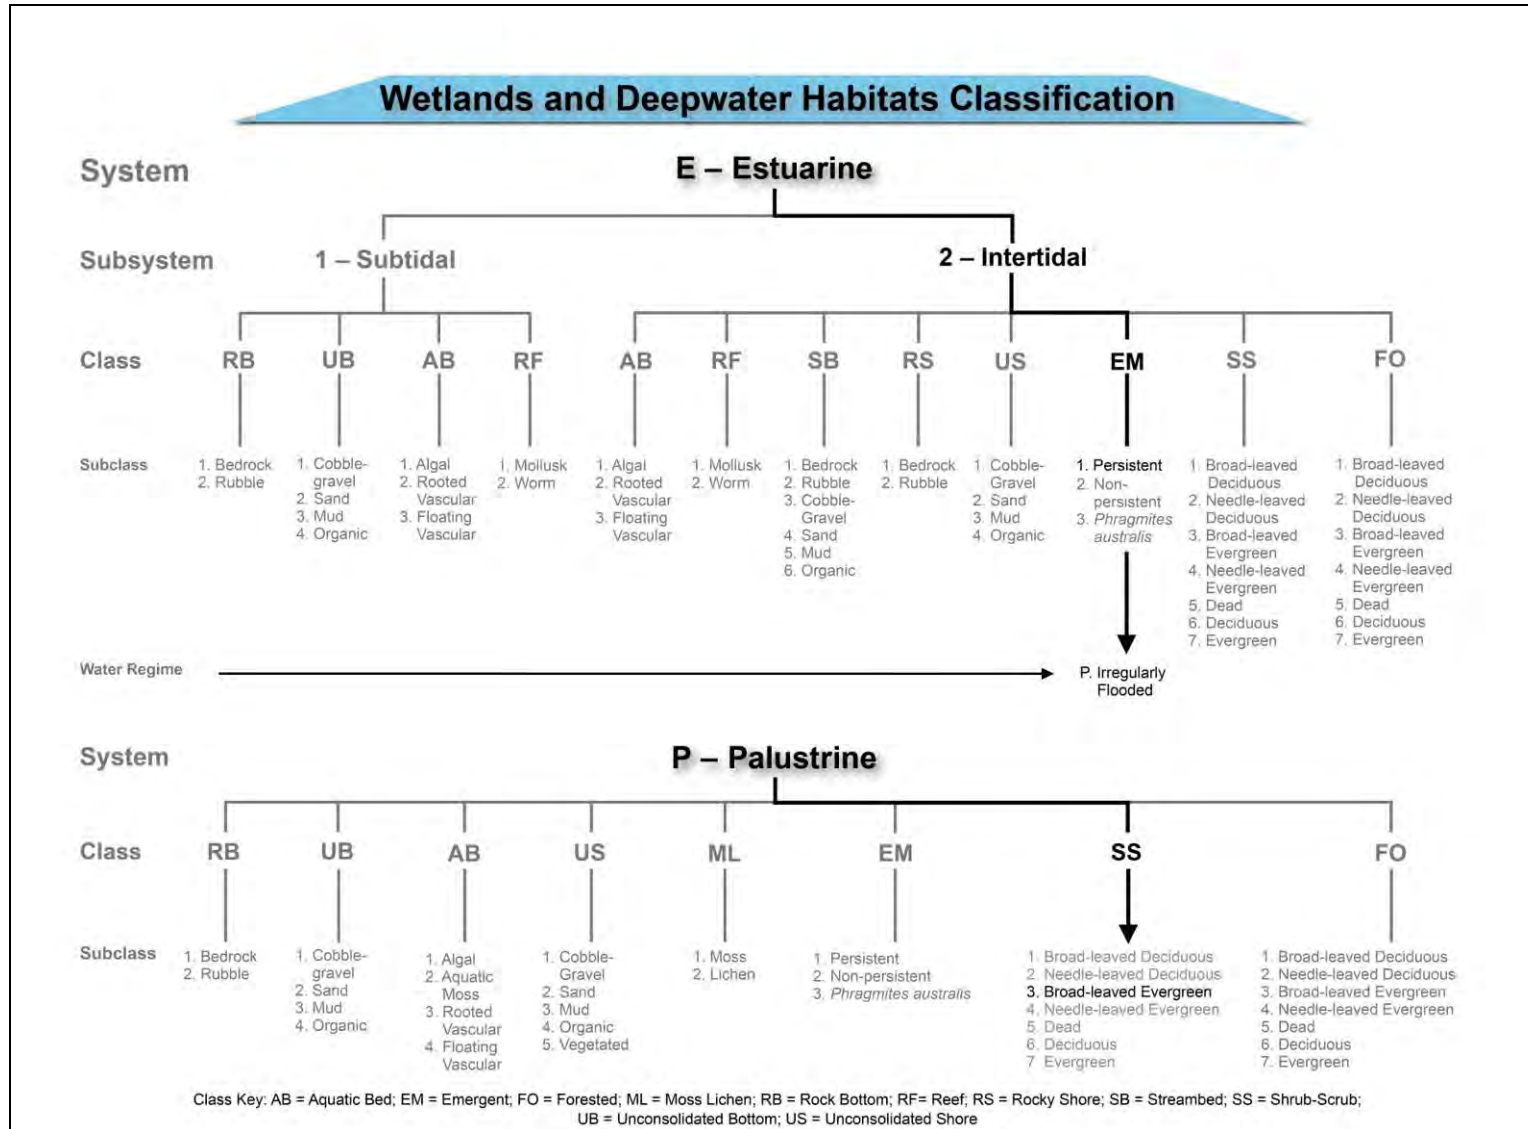 Wetlands and Deepwater Habitats Classification
System
E – Estuarine
Subsystem
1 – Subtidal
2 – Intertidal
Class
RB
UB
AB
RF
AB
RF
SB
RS
US
EM
SS
FO
Subclass
1. Bedrock
2. Rubble
1. Cobble-
gravel
2. Sand
3. Mud
4. Organic
1. Algal
2. Rooted
Vascular
3. Floating
Vascular
1. Mollusk
2. Worm
1. Algal
2. Rooted
Vascular
3. Floating
Vascular
1. Mollusk
2. Worm
1. Bedrock
2. Rubble
3. Cobble-
Gravel
4. Sand
5. Mud
6. Organic
1. Bedrock
2. Rubble
1. Cobble-
Gravel
2. Sand
3. Mud
4. Organic
1. Persistent
2. Non-
persistent
3. Phragmites
australis
1. Broad-leaved
Deciduous
2. Needle-leaved
Deciduous
3. Broad-leaved
Evergreen
4. Needle-leaved
Evergreen
5. Dead
6. Deciduous
7. Evergreen
1. Broad-leaved
Deciduous
2. Needle-leaved
Deciduous
3. Broad-leaved
Evergreen
4. Needle-leaved
Evergreen
5. Dead
6. Deciduous
7. Evergreen
Water Regime
P. Irregularly
Flooded
System
P – Palustrine
Class
RB
UB
AB
US
ML
EM
SS
FO
Subclass
1. Bedrock
2. Rubble
1. Cobble-
gravel
2. Sand
3. Mud
4. Organic
1. Algal
2. Aquatic
Moss
3. Rooted
Vascular
4. Floating
Vascular
1. Cobble-
Gravel
2. Sand
3. Mud
4. Organic
5. Vegetated
1. Moss
2. Lichen
1. Persistent
2. Non-persistent
3. Phragmites australis
1. Broad-leaved Deciduous
2. Needle-leaved Deciduous
3. Broad-leaved Evergreen
4. Needle-leaved Evergreen
5. Dead
6. Deciduous
7 Evergreen
1. Broad-leaved Deciduous
2. Needle-leaved Deciduous
3. Broad-leaved Evergreen
4. Needle-leaved Evergreen
5. Dead
6. Deciduous
7. Evergreen
Class Key: AB = Aquatic Bed; EM = Emergent; FO = Forested; ML = Moss Lichen; RB = Rock Bottom; RF= Reef; RS = Rocky Shore; SB = Streambed; SS = Shrub-Scrub;
UB = Unconsolidated Bottom; US = Unconsolidated Shore